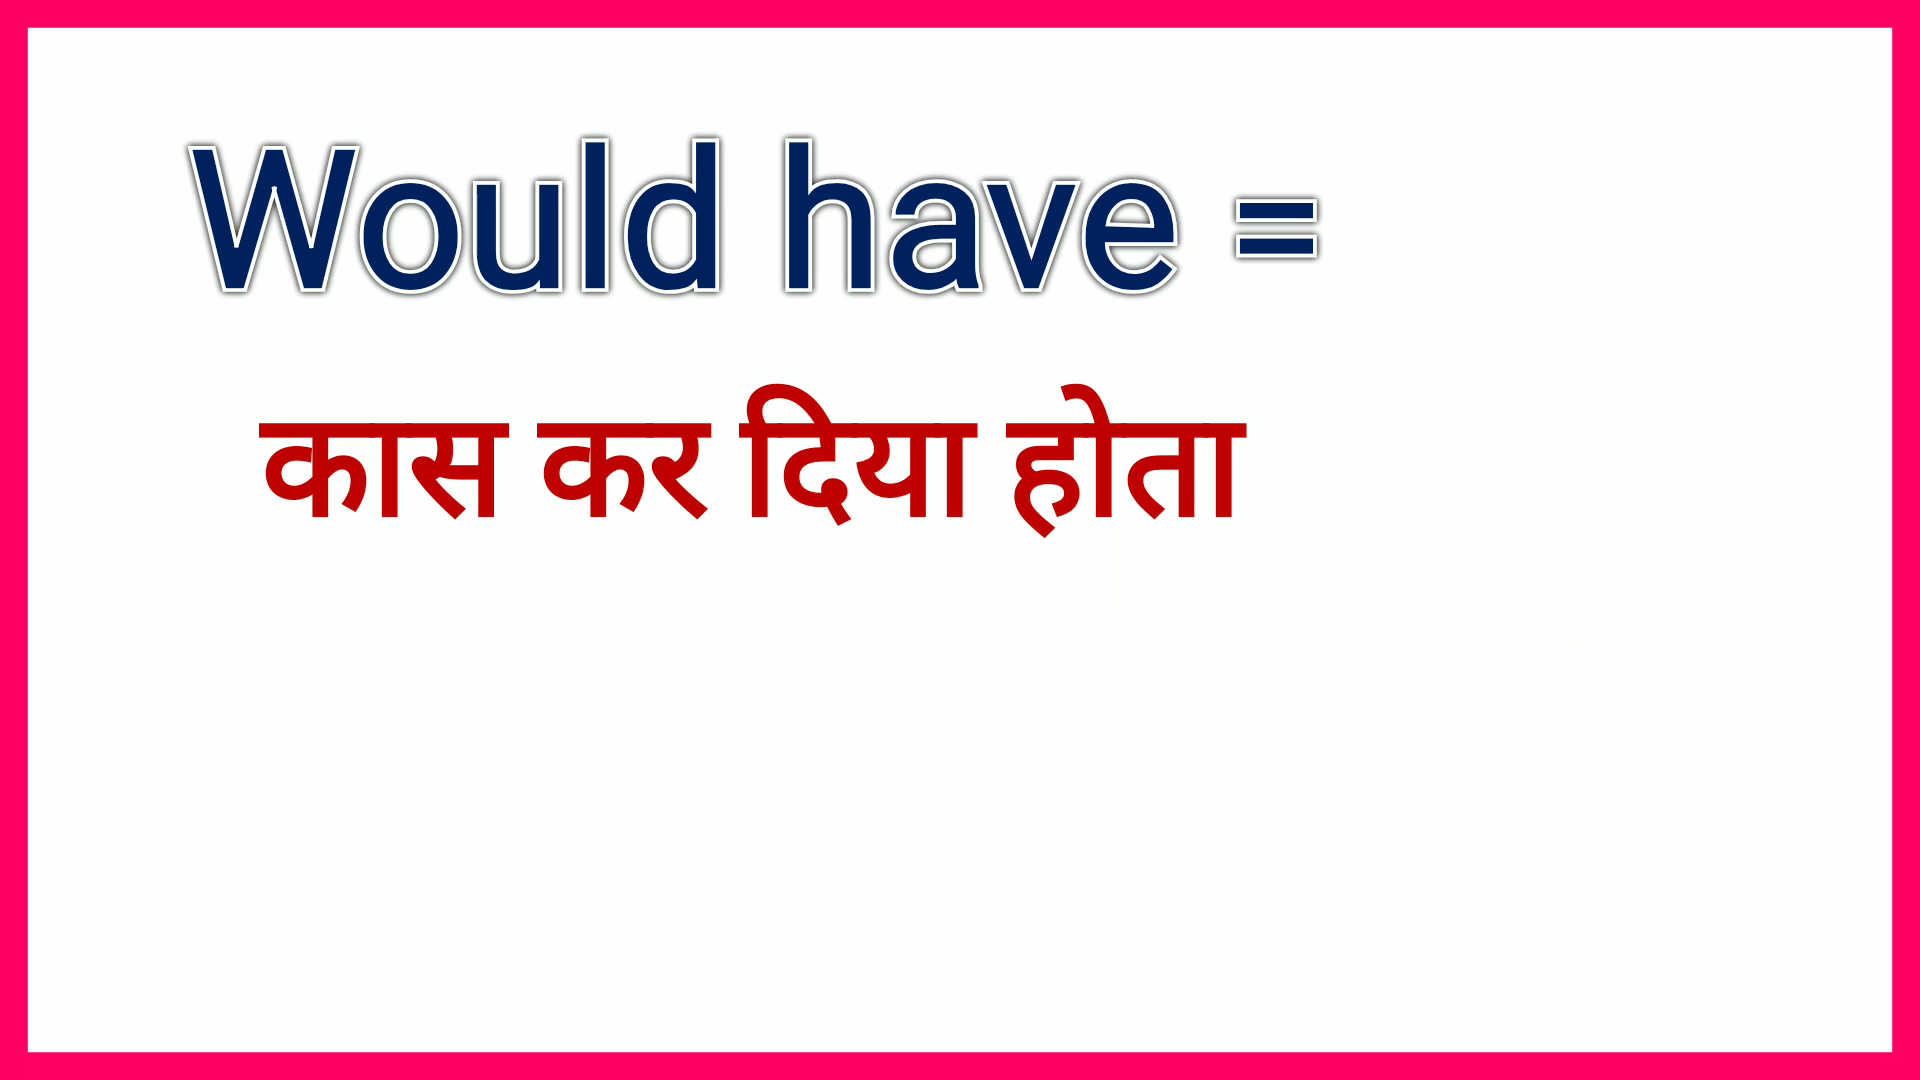 Would have =
कास कर दिया होता